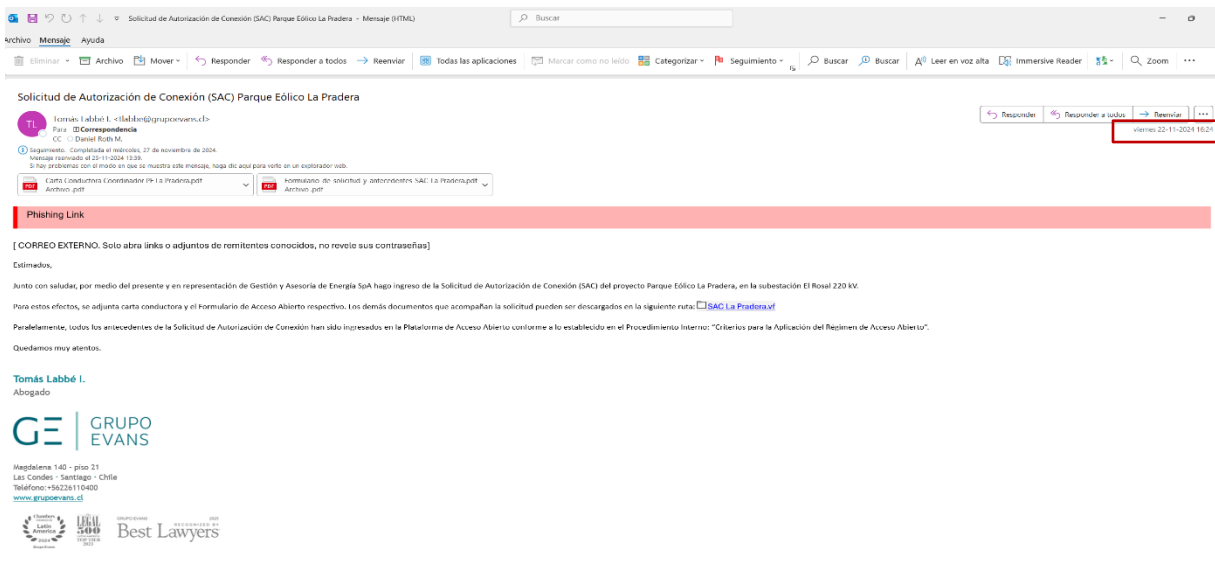 Solicitud de Autorización de Conexión (SAC) Parque Eólico La Pradera - Mensaje (HTML)
Buscar
Archivo Mensaje Ayuda
Eliminar Archivo Mover Responder Responder a todos Reenviar Todas las aplicaciones Marcar como no leído Categorizar Seguimiento Buscar Buscar Leer en voz alta Immersive Reader Zoom
Solicitud de Autorización de Conexión (SAC) Parque Eólico La Pradera
TL
Tomás Labbé I. <tlabbe@grupoevans.cl>
Para Correspondencia
CC Daniel Roth M.
Responder Responder a todos Reenviar
viernes 22-11-2024 16:24
Seguimiento. Completada el miércoles, 27 de noviembre de 2024.
Mensaje reenviado el 25-11-2024
Si hay problemas con el modo en que se muestra este mensaje, haga clic aquí para verlo en un explorador web.
PDF Carta Conductora Coordinador PE La Pradera.pdf
Archivo .pdf
PDF Formulario de solicitud y antecedentes SAC La Pradera.pdf
Archivo .pdf
Phishing Link
[ CORREO EXTERNO. Solo abra links o adjuntos de remitentes conocidos, no revele sus contraseñas]
Estimados,
Junto con saludar, por medio del presente y en representación de Gestión y Asesoría de Energía SpA hago ingreso de la Solicitud de Autorización de Conexión (SAC) del proyecto Parque Eólico La Pradera, en la subestación El Rosal 220 kV.
Para estos efectos, se adjunta carta conductora y el Formulario de Acceso Abierto respectivo. Los demás documentos que acompañan la solicitud pueden ser descargados en la siguiente ruta: SAC La Pradera.vf
Paralelamente, todos los antecedentes de la Solicitud de Autorización de Conexión han sido ingresados en la Plataforma de Acceso Abierto conforme a lo establecido en el Procedimiento Interno: "Criterios para la Aplicación del Régimen de Acceso Abierto".
Quedamos muy atentos.
Tomás Labbé I.
Abogado
GE GRUPO
EVANS
Magdalena 140 - piso 21
Las Condes - Santiago - Chile
Teléfono:+56226110400
www.grupoevans.cl
Chambers
Latin
America
2024
LEGAL
500
Best Lawyers
RECOGNIZED BY